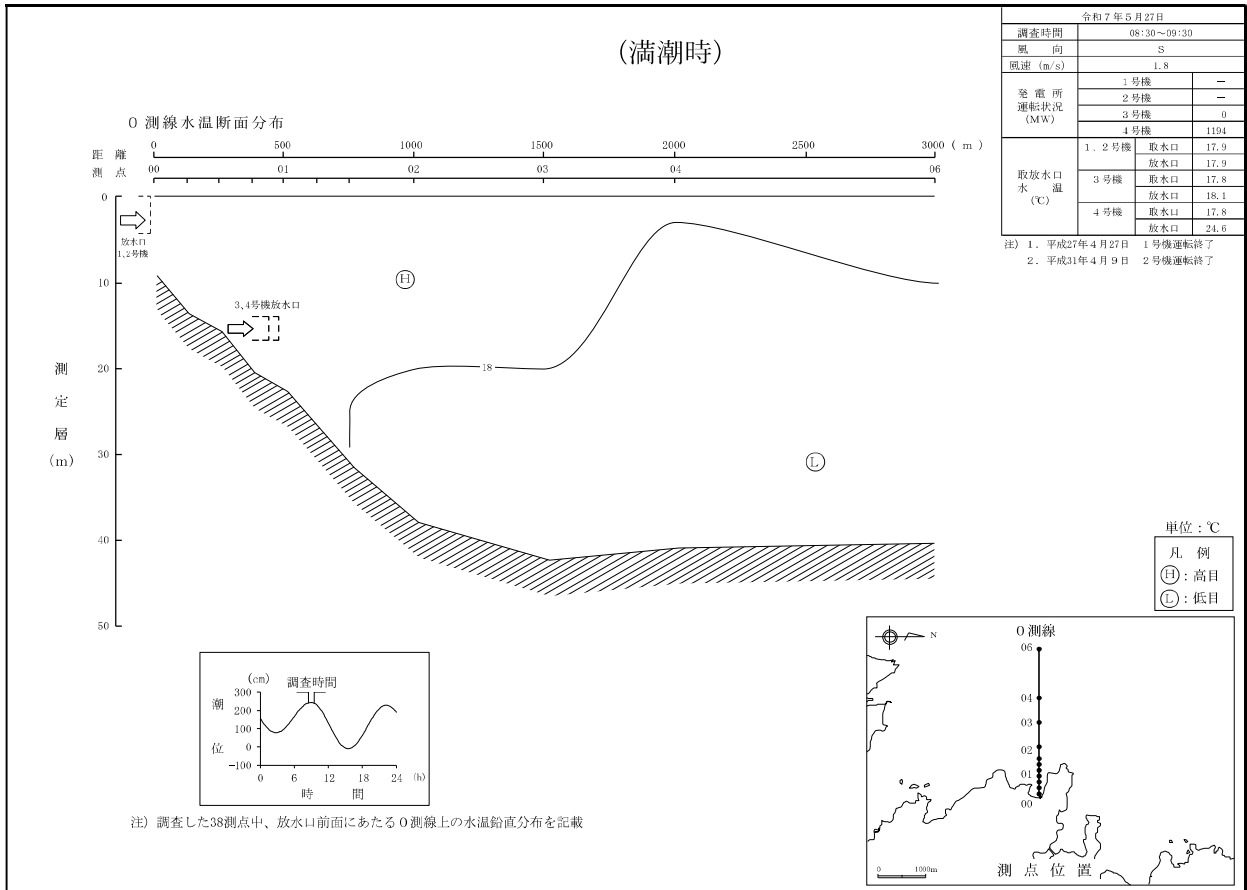 (満潮時)
令和7年5月27日
調査時間 08:30～09:30
風 向 S
風速 (m/s) 1.8
発電所運転状況(MW)
1号機 −
2号機 −
3号機 0
4号機 1194
取放水口水 温(℃)
1、2号機 取水口 17.9
放水口 17.9
3号機 取水口 17.8
放水口 18.1
4号機 取水口 17.8
放水口 24.6
注) 1. 平成27年4月27日 1号機運転終了
2. 平成31年4月9日 2号機運転終了
O測線水温断面分布
距離 0 500 1000 1500 2000 2500 3000 (m)
測点 00 01 02 03 04 06
0
放水口
1,2号機
10
H
3,4号機放水口
20
18
測定層(m)
30
L
40
50
単位:℃
凡 例
H:高目
L:低目
(cm) 調査時間
潮位
300
200
100
0
-100
0 6 12 18 24 (h)
時 間
注) 調査した38測点中、放水口前面にあたるO測線上の水温鉛直分布を記載
N
O測線
06
04
03
02
01
00
0 1000m
測点位置